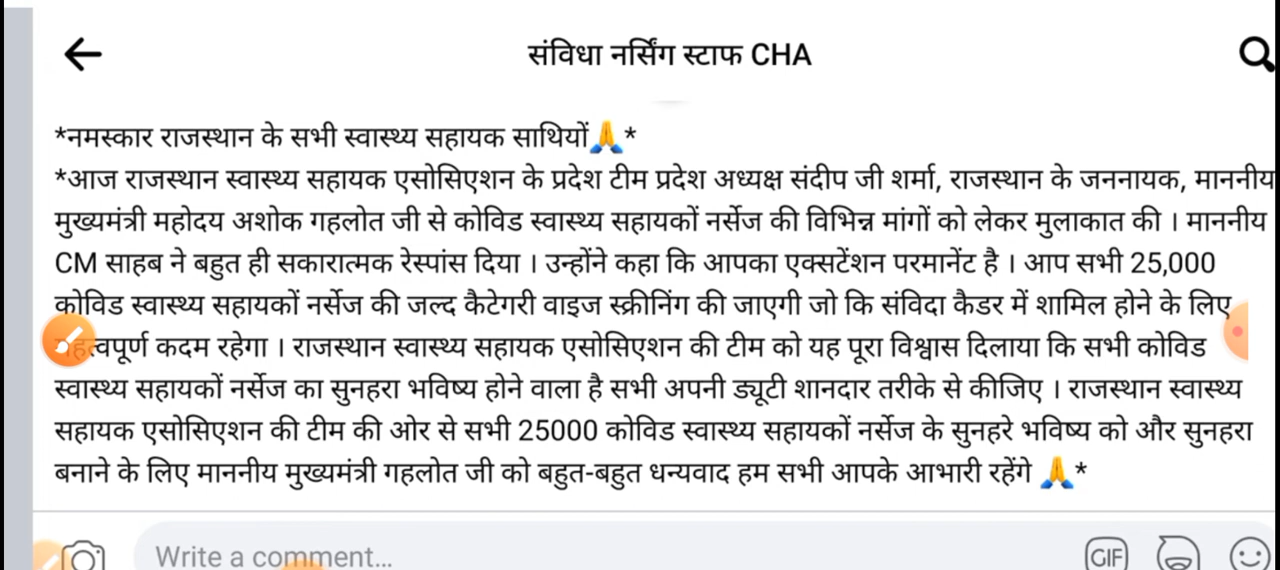 संविधा नर्सिंग स्टाफ CHA
*नमस्कार राजस्थान के सभी स्वास्थ्य सहायक साथियों🙏*
*आज राजस्थान स्वास्थ्य सहायक एसोसिएशन के प्रदेश टीम प्रदेश अध्यक्ष संदीप जी शर्मा, राजस्थान के जननायक, माननीय
मुख्यमंत्री महोदय अशोक गहलोत जी से कोविड स्वास्थ्य सहायकों नर्सेज की विभिन्न मांगों को लेकर मुलाकात की । माननीय
CM साहब ने बहुत ही सकारात्मक रेस्पांस दिया । उन्होंने कहा कि आपका एक्सटेंशन परमानेंट है । आप सभी 25,000
कोविड स्वास्थ्य सहायकों नर्सेज की जल्द कैटेगरी वाइज स्क्रीनिंग की जाएगी जो कि संविदा कैडर में शामिल होने के लिए
महत्वपूर्ण कदम रहेगा । राजस्थान स्वास्थ्य सहायक एसोसिएशन की टीम को यह पूरा विश्वास दिलाया कि सभी कोविड
स्वास्थ्य सहायकों नर्सेज का सुनहरा भविष्य होने वाला है सभी अपनी ड्यूटी शानदार तरीके से कीजिए । राजस्थान स्वास्थ्य
सहायक एसोसिएशन की टीम की ओर से सभी 25000 कोविड स्वास्थ्य सहायकों नर्सेज के सुनहरे भविष्य को और सुनहरा
बनाने के लिए माननीय मुख्यमंत्री गहलोत जी को बहुत-बहुत धन्यवाद हम सभी आपके आभारी रहेंगे 🙏*
Write a comment...
GIF